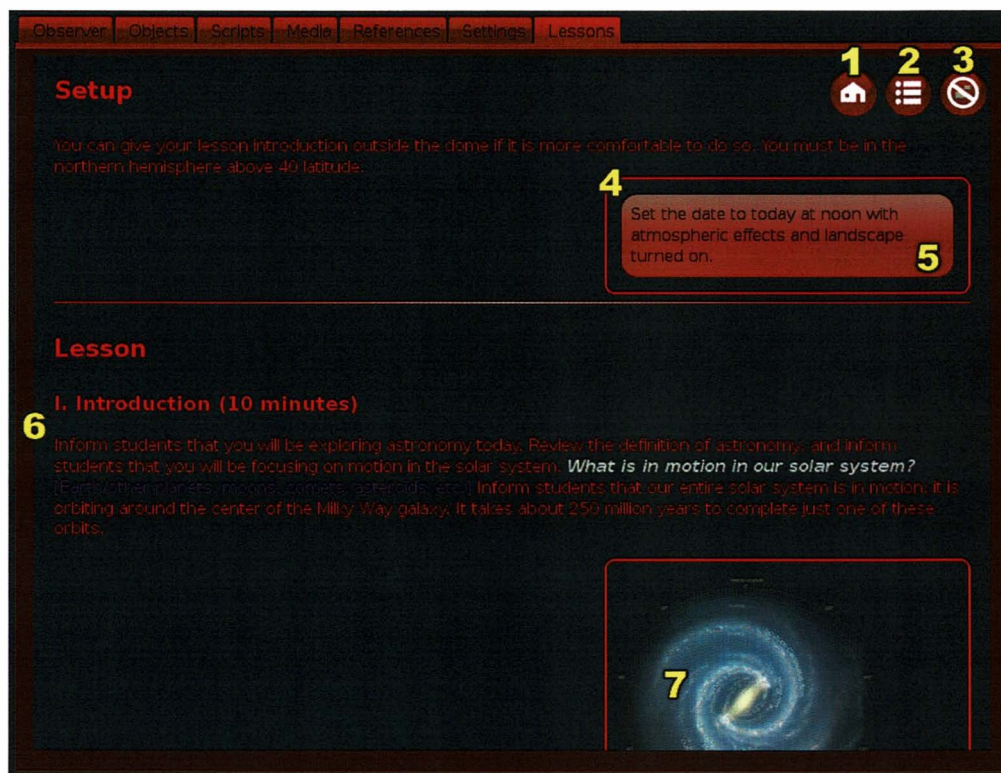 Observer Objects Scripts Media References Settings Lessons
1 2 3
Setup
You can give your lesson introduction outside the dome if it is more comfortable to do so. You must be in the
northern hemisphere above 40 latitude.
4
Set the date to today at noon with
atmospheric effects and landscape
turned on.
5
Lesson
I. Introduction (10 minutes)
6
Inform students that you will be exploring astronomy today. Review the definition of astronomy, and inform
students that you will be focusing on motion in the solar system. What is in motion in our solar system?
[Earth, other planets, moons, asteroids, Inform students that our entire solar system is in motion, it is
orbiting around the center of the Milky Way galaxy. It takes about 250 million years to complete just one of these
orbits.
7